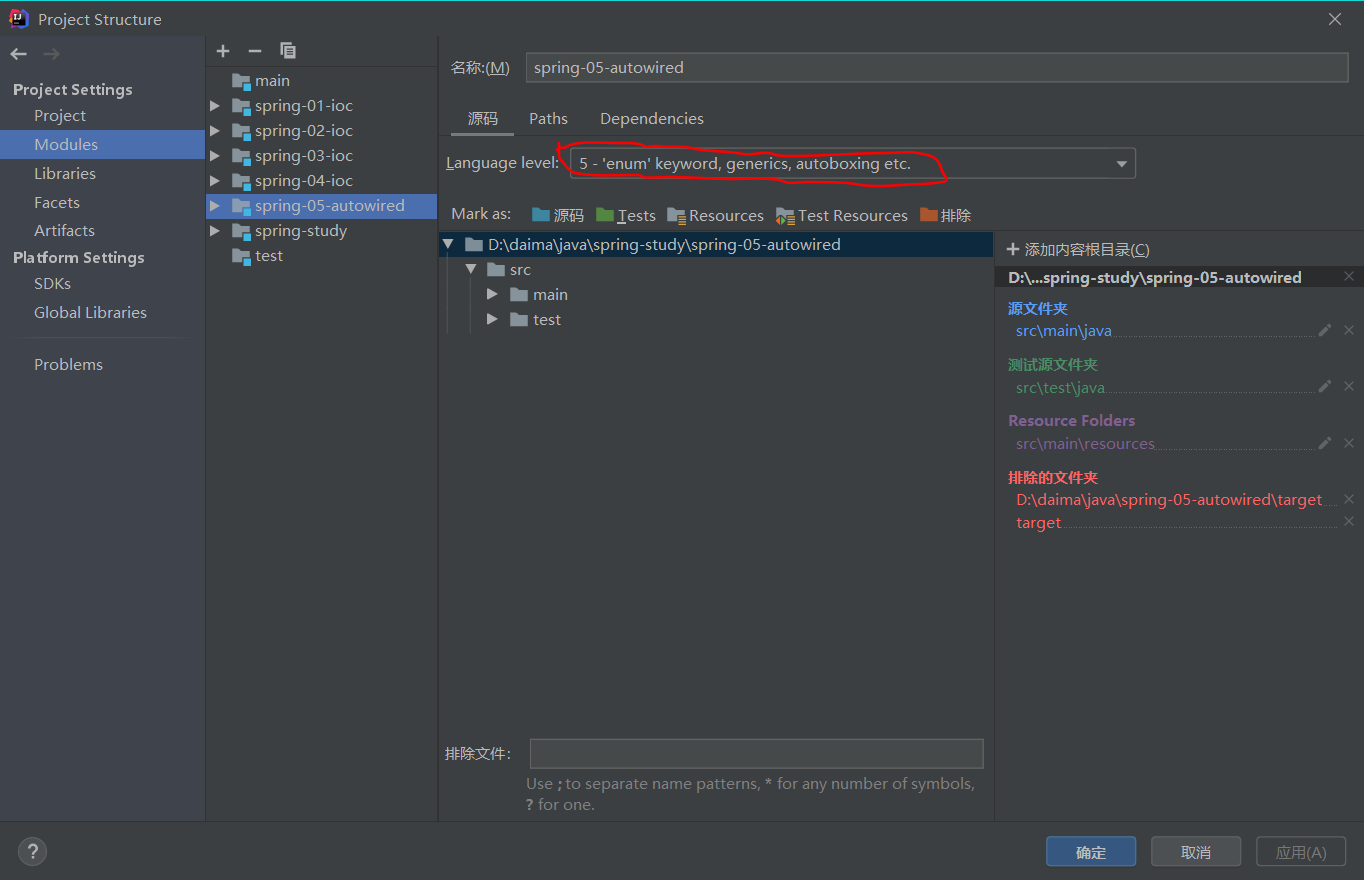 Project Structure
Project Settings
Project
Modules
Libraries
Facets
Artifacts
Platform Settings
SDKs
Global Libraries
Problems
main
spring-01-ioc
spring-02-ioc
spring-03-ioc
spring-04-ioc
spring-05-autowired
spring-study
test
名称:(M) spring-05-autowired
源码 Paths Dependencies
Language level: 5 - 'enum' keyword, generics, autoboxing etc.
Mark as: 源码 Tests Resources Test Resources 排除
D:\daima\java\spring-study\spring-05-autowired
src
main
test
排除文件:
Use ; to separate name patterns, * for any number of symbols,
? for one.
添加内容根目录(C)
D:\...spring-study\spring-05-autowired
源文件夹
src\main\java
测试源文件夹
src\test\java
Resource Folders
src\main\resources
排除的文件夹
D:\daima\java\spring-05-autowired\target
target
? 确定 取消 应用(A)